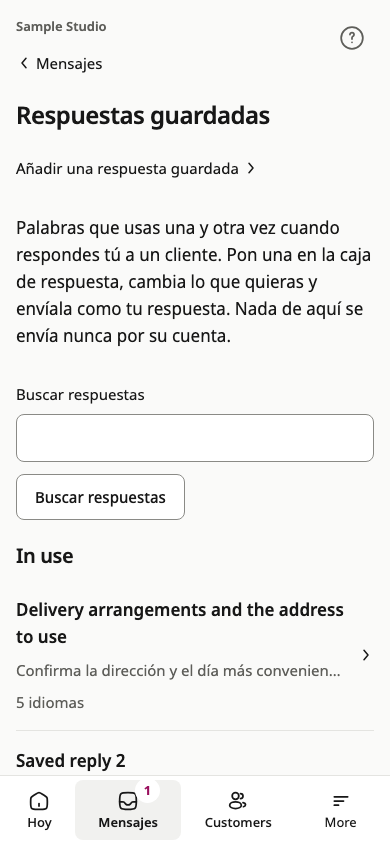 Sample Studio
Mensajes
Respuestas guardadas
Añadir una respuesta guardada
Palabras que usas una y otra vez cuando
respondes tú a un cliente. Pon una en la caja
de respuesta, cambia lo que quieras y
envíala como tu respuesta. Nada de aquí se
envía nunca por su cuenta.
Buscar respuestas
Buscar respuestas
In use
Delivery arrangements and the address
to use
Confirma la dirección y el día más convenien...
5 idiomas
Saved reply 2
1
Hoy
Mensajes
Customers
More